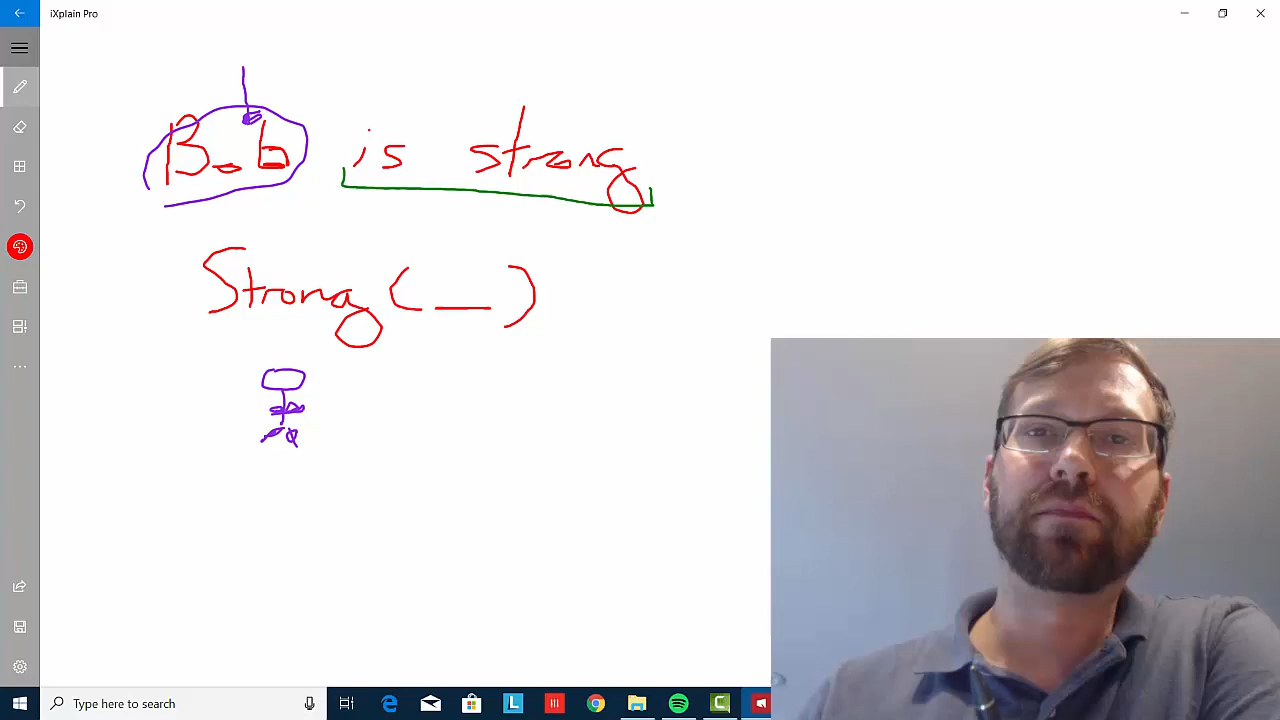 iXplain Pro
Bob is strong
Strong ( __ )
Type here to search
L